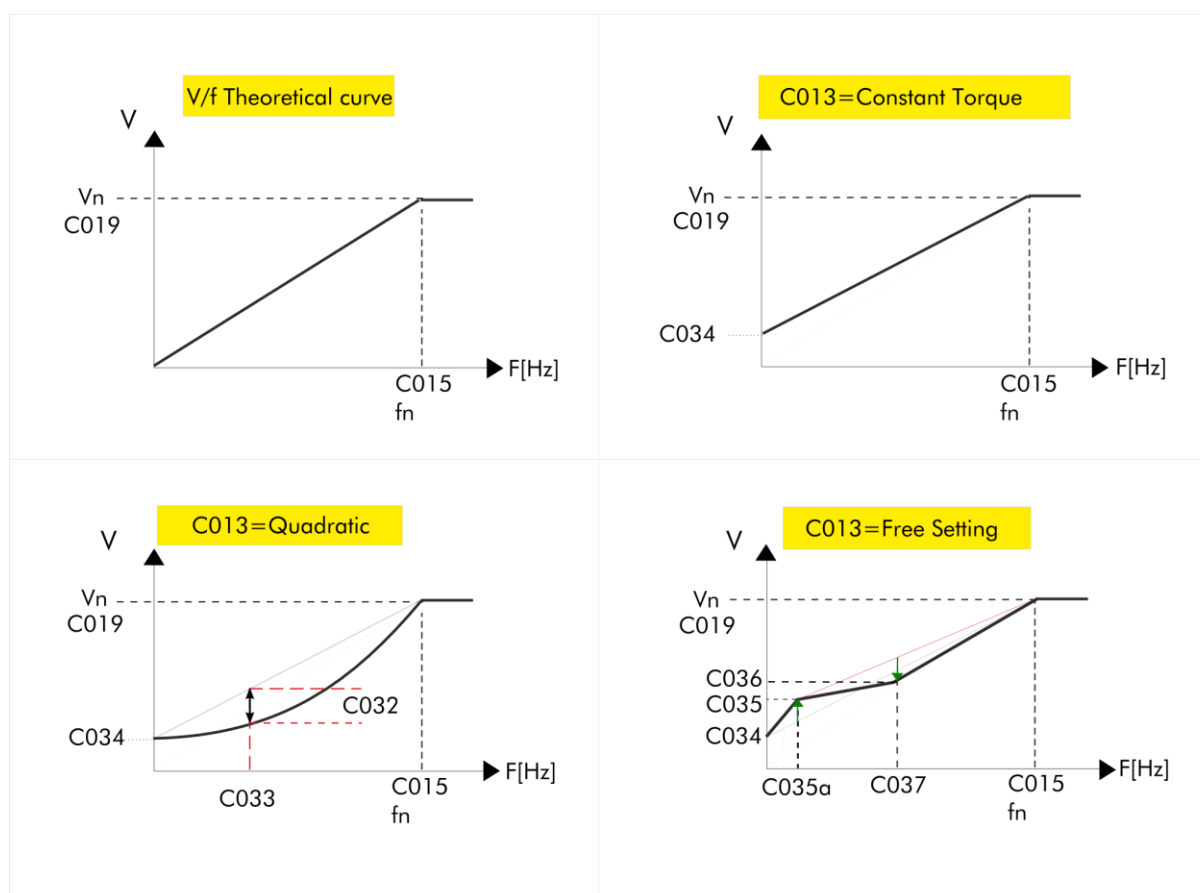 V/f Theoretical curve
V
Vn
C019
F[Hz]
C015
fn
C013=Constant Torque
V
Vn
C019
C034
F[Hz]
C015
fn
C013=Quadratic
V
Vn
C019
C032
C034
F[Hz]
C033
C015
fn
C013=Free Setting
V
Vn
C019
C036
C035
C034
F[Hz]
C035a
C037
C015
fn